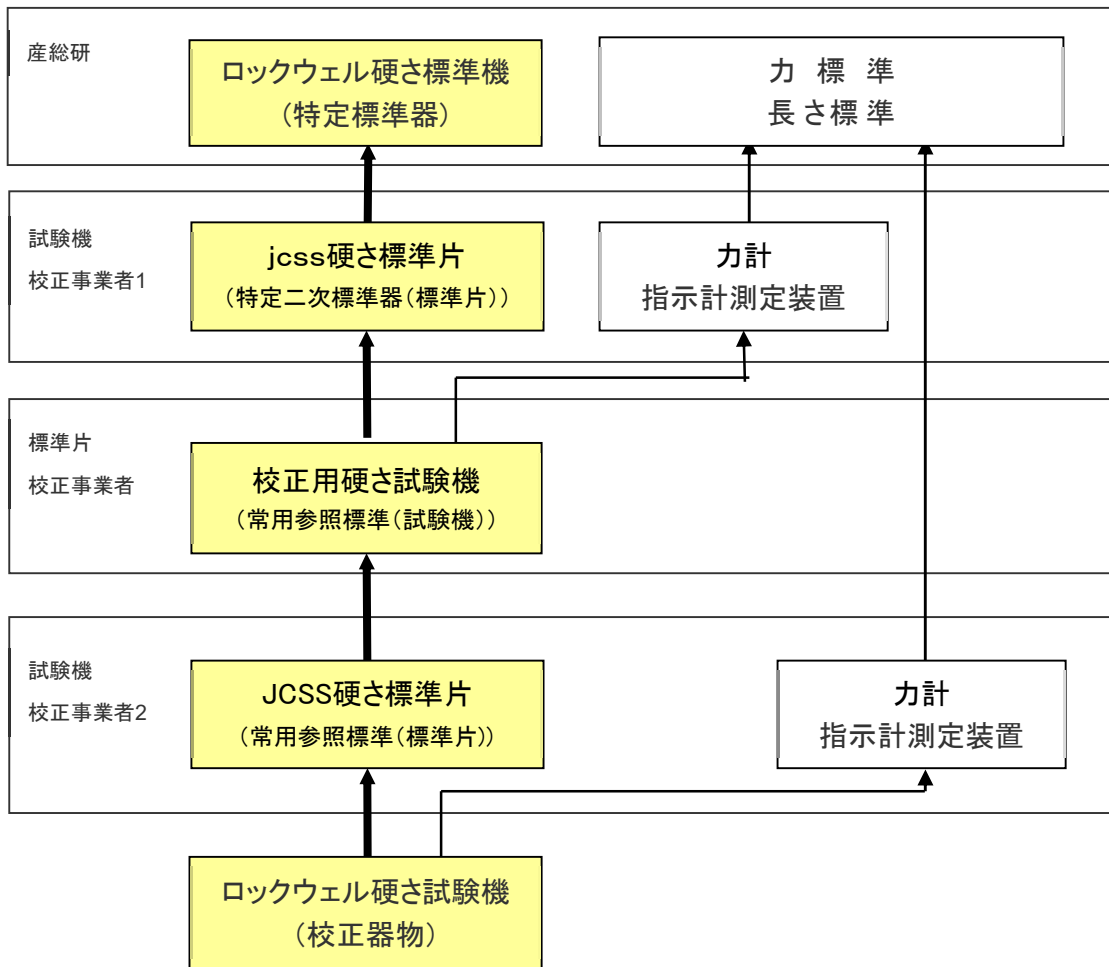 産総研
ロックウェル硬さ標準機
（特定標準器）
力 標 準
長さ標準
試験機
校正事業者1
jcss硬さ標準片
（特定二次標準器（標準片））
力計
指示計測定装置
標準片
校正事業者
校正用硬さ試験機
（常用参照標準（試験機））
試験機
校正事業者2
JCSS硬さ標準片
（常用参照標準（標準片））
力計
指示計測定装置
ロックウェル硬さ試験機
（校正器物）